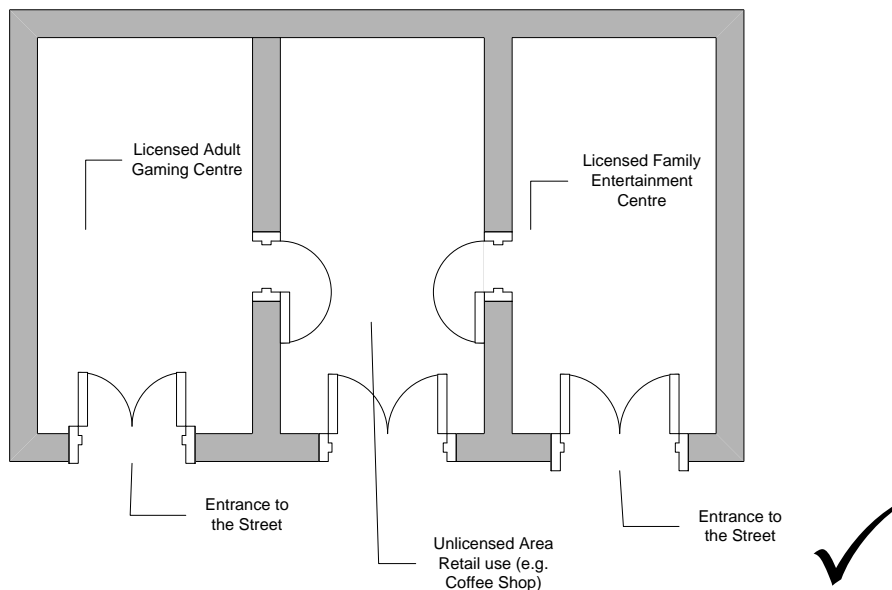 Licensed Adult
Gaming Centre
Licensed Family
Entertainment
Centre
Entrance to
the Street
Unlicensed Area
Retail use (e.g.
Coffee Shop)
Entrance to
the Street